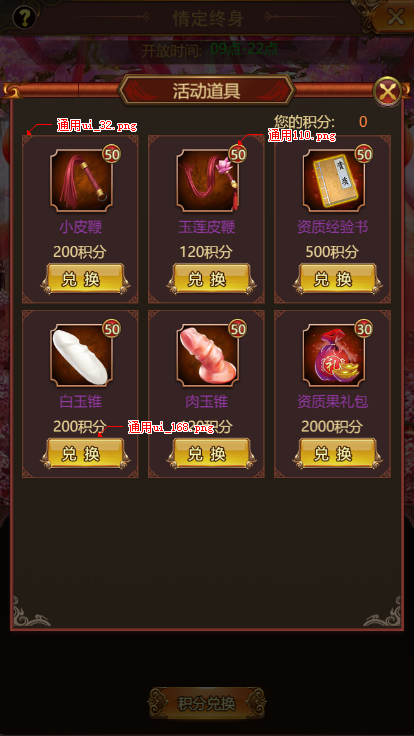 ?
情定终身
开放时间: 09点-22点
活动道具
您的积分: 0
通用ui_32.png
通用110.png
50
50
50
资质
小皮鞭
玉莲皮鞭
资质经验书
200积分
120积分
500积分
兑换
兑换
兑换
50
50
30
礼
白玉锥
肉玉锥
资质果礼包
200积分
积分
2000积分
通用ui_168.png
兑换
兑换
兑换
积分兑换